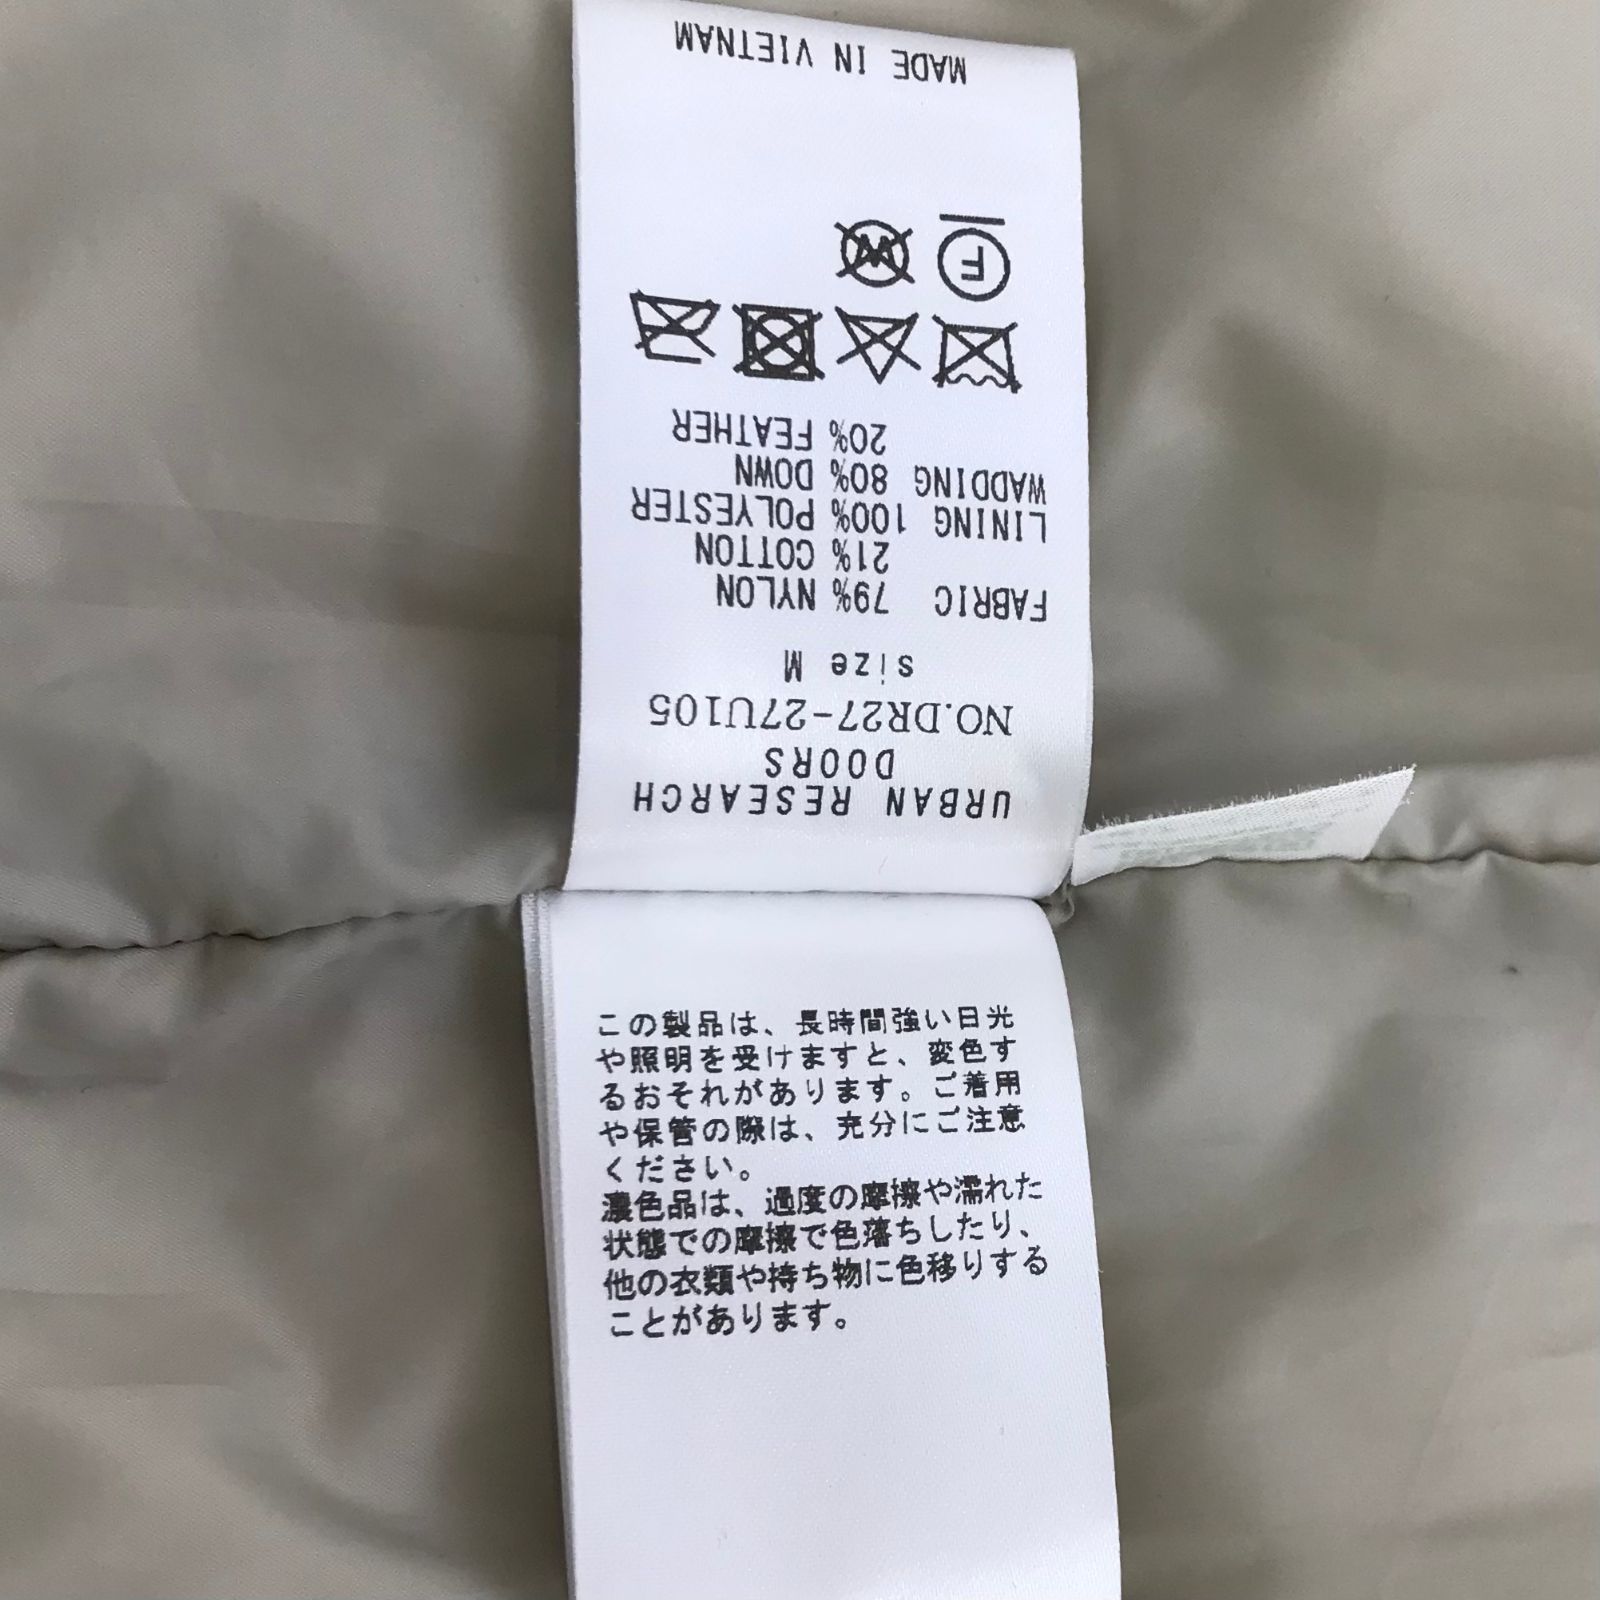 URBAN RESEARCH
DOORS
NO.DR27-27U105
size M
FABRIC 79% NYLON
21% COTTON
LINING 100% POLYESTER
WADDING 80% DOWN
20% FEATHER
F
W
MADE IN VIETNAM
この製品は、長時間強い日光
や照明を受けますと、変色す
るおそれがあります。ご着用
や保管の際は、充分にご注意
ください。
濃色品は、過度の摩擦や濡れた
状態での摩擦で色落ちしたり、
他の衣類や持ち物に色移りする
ことがあります。